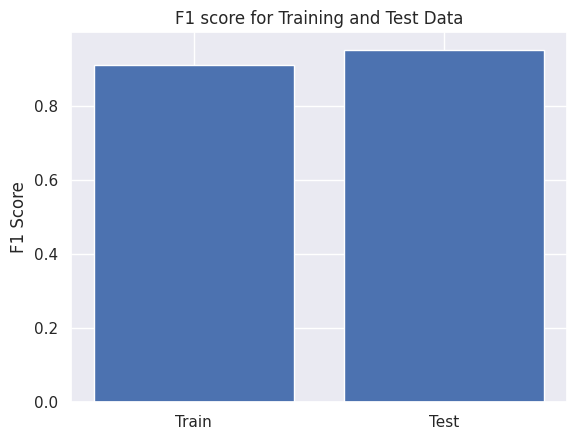 F1 score for Training and Test Data
F1 Score
0.8
0.6
0.4
0.2
0.0
Train
Test